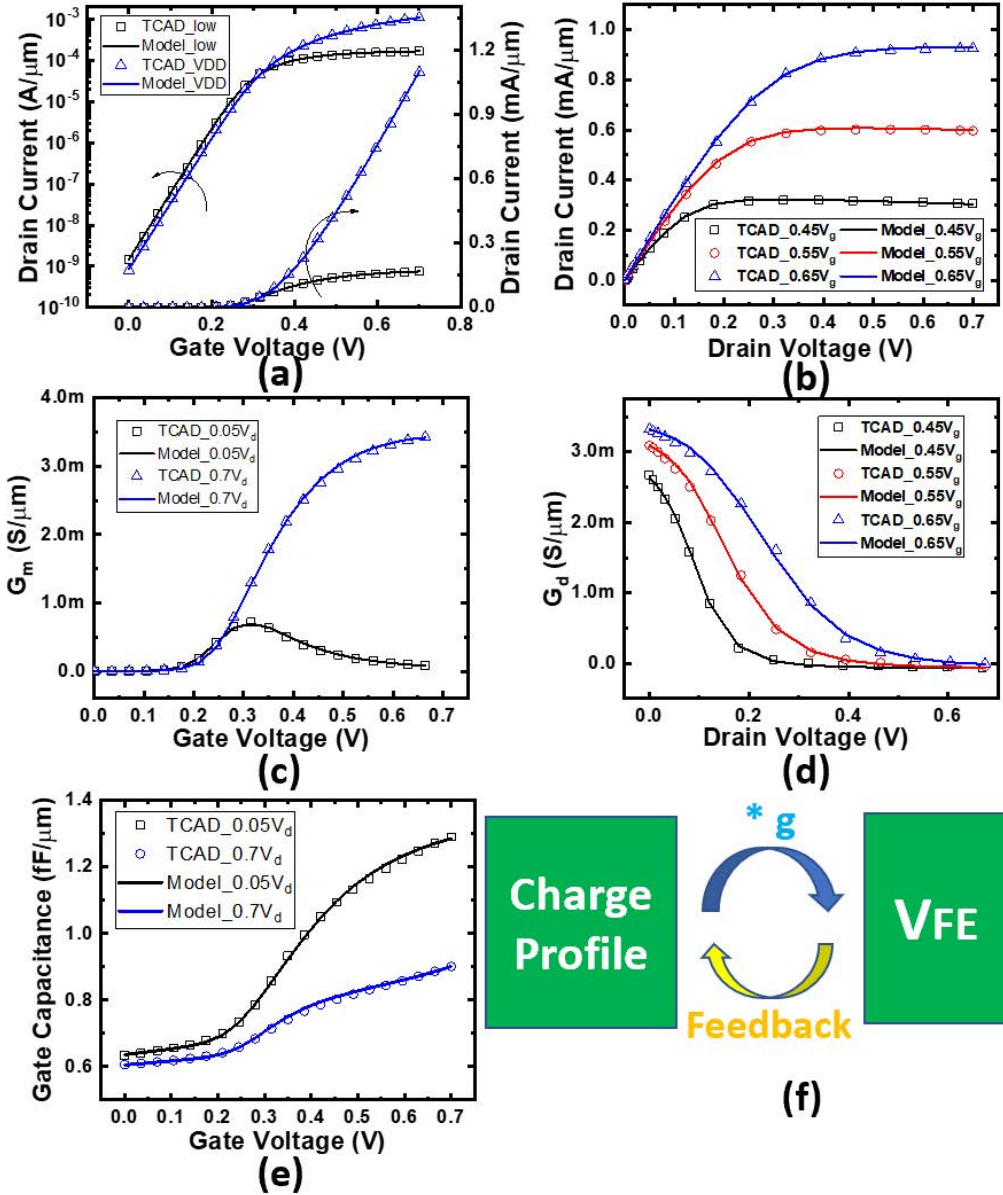 TCAD_low
Model_low
TCAD_VDD
Model_VDD
Drain Current (A/μm)
10⁻³
10⁻⁴
10⁻⁵
10⁻⁶
10⁻⁷
10⁻⁸
10⁻⁹
10⁻¹⁰
0.0 0.2 0.4 0.6 0.8
Gate Voltage (V)
1.2
0.9
0.6
0.3
0.0
Drain Current (mA/μm)
(a)
Drain Current (mA/μm)
1.0
0.8
0.6
0.4
0.2
0.0
TCAD_0.45Vg Model_0.45Vg
TCAD_0.55Vg Model_0.55Vg
TCAD_0.65Vg Model_0.65Vg
0.0 0.1 0.2 0.3 0.4 0.5 0.6 0.7
Drain Voltage (V)
(b)
Gm (S/μm)
4.0m
3.0m
2.0m
1.0m
0.0
TCAD_0.05Vd
Model_0.05Vd
TCAD_0.7Vd
Model_0.7Vd
0.0 0.1 0.2 0.3 0.4 0.5 0.6 0.7
Gate Voltage (V)
(c)
Gd (S/μm)
3.0m
2.0m
1.0m
0.0
TCAD_0.45Vg
Model_0.45Vg
TCAD_0.55Vg
Model_0.55Vg
TCAD_0.65Vg
Model_0.65Vg
0.0 0.2 0.4 0.6
Drain Voltage (V)
(d)
Gate Capacitance (fF/μm)
1.4
1.2
1.0
0.8
0.6
TCAD_0.05Vd
TCAD_0.7Vd
Model_0.05Vd
Model_0.7Vd
0.0 0.1 0.2 0.3 0.4 0.5 0.6 0.7
Gate Voltage (V)
(e)
Charge
Profile
* g
Feedback
VFE
(f)